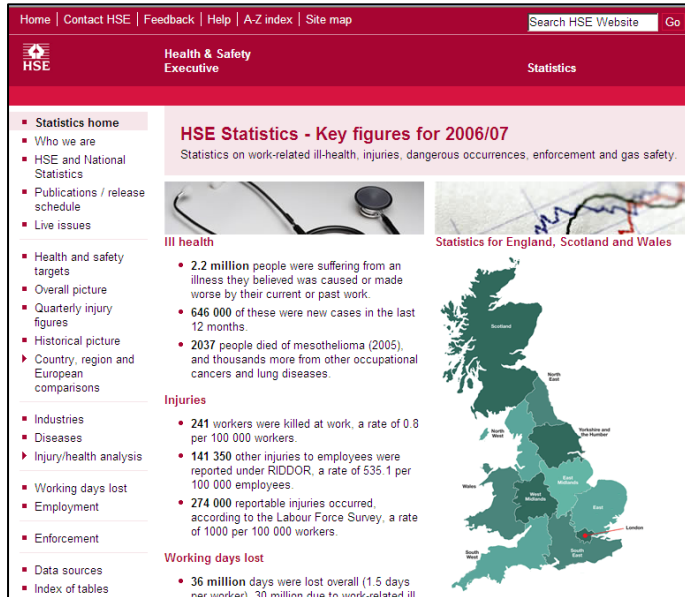 Home | Contact HSE | Feedback | Help | A-Z index | Site map
Search HSE Website Go
HSE
Health & Safety
Executive
Statistics
Statistics home
Who we are
HSE and National
Statistics
Publications / release
schedule
Live issues
Health and safety
targets
Overall picture
Quarterly injury
figures
Historical picture
Country, region and
European
comparisons
Industries
Diseases
Injury/health analysis
Working days lost
Employment
Enforcement
Data sources
Index of tables
HSE Statistics - Key figures for 2006/07
Statistics on work-related ill-health, injuries, dangerous occurrences, enforcement and gas safety.
Ill health
• 2.2 million people were suffering from an
illness they believed was caused or made
worse by their current or past work.
• 646 000 of these were new cases in the last
12 months.
• 2037 people died of mesothelioma (2005),
and thousands more from other occupational
cancers and lung diseases.
Injuries
• 241 workers were killed at work, a rate of 0.8
per 100 000 workers.
• 141 350 other injuries to employees were
reported under RIDDOR, a rate of 535.1 per
100 000 employees.
• 274 000 reportable injuries occurred,
according to the Labour Force Survey, a rate
of 1000 per 100 000 workers.
Working days lost
• 36 million days were lost overall (1.5 days
per worker), 30 million due to work-related ill
Statistics for England, Scotland and Wales
Scotland
North
East
North
West
Yorkshire and
the Humber
East
Midlands
Wales
West
Midlands
East
London
South
West
South
East